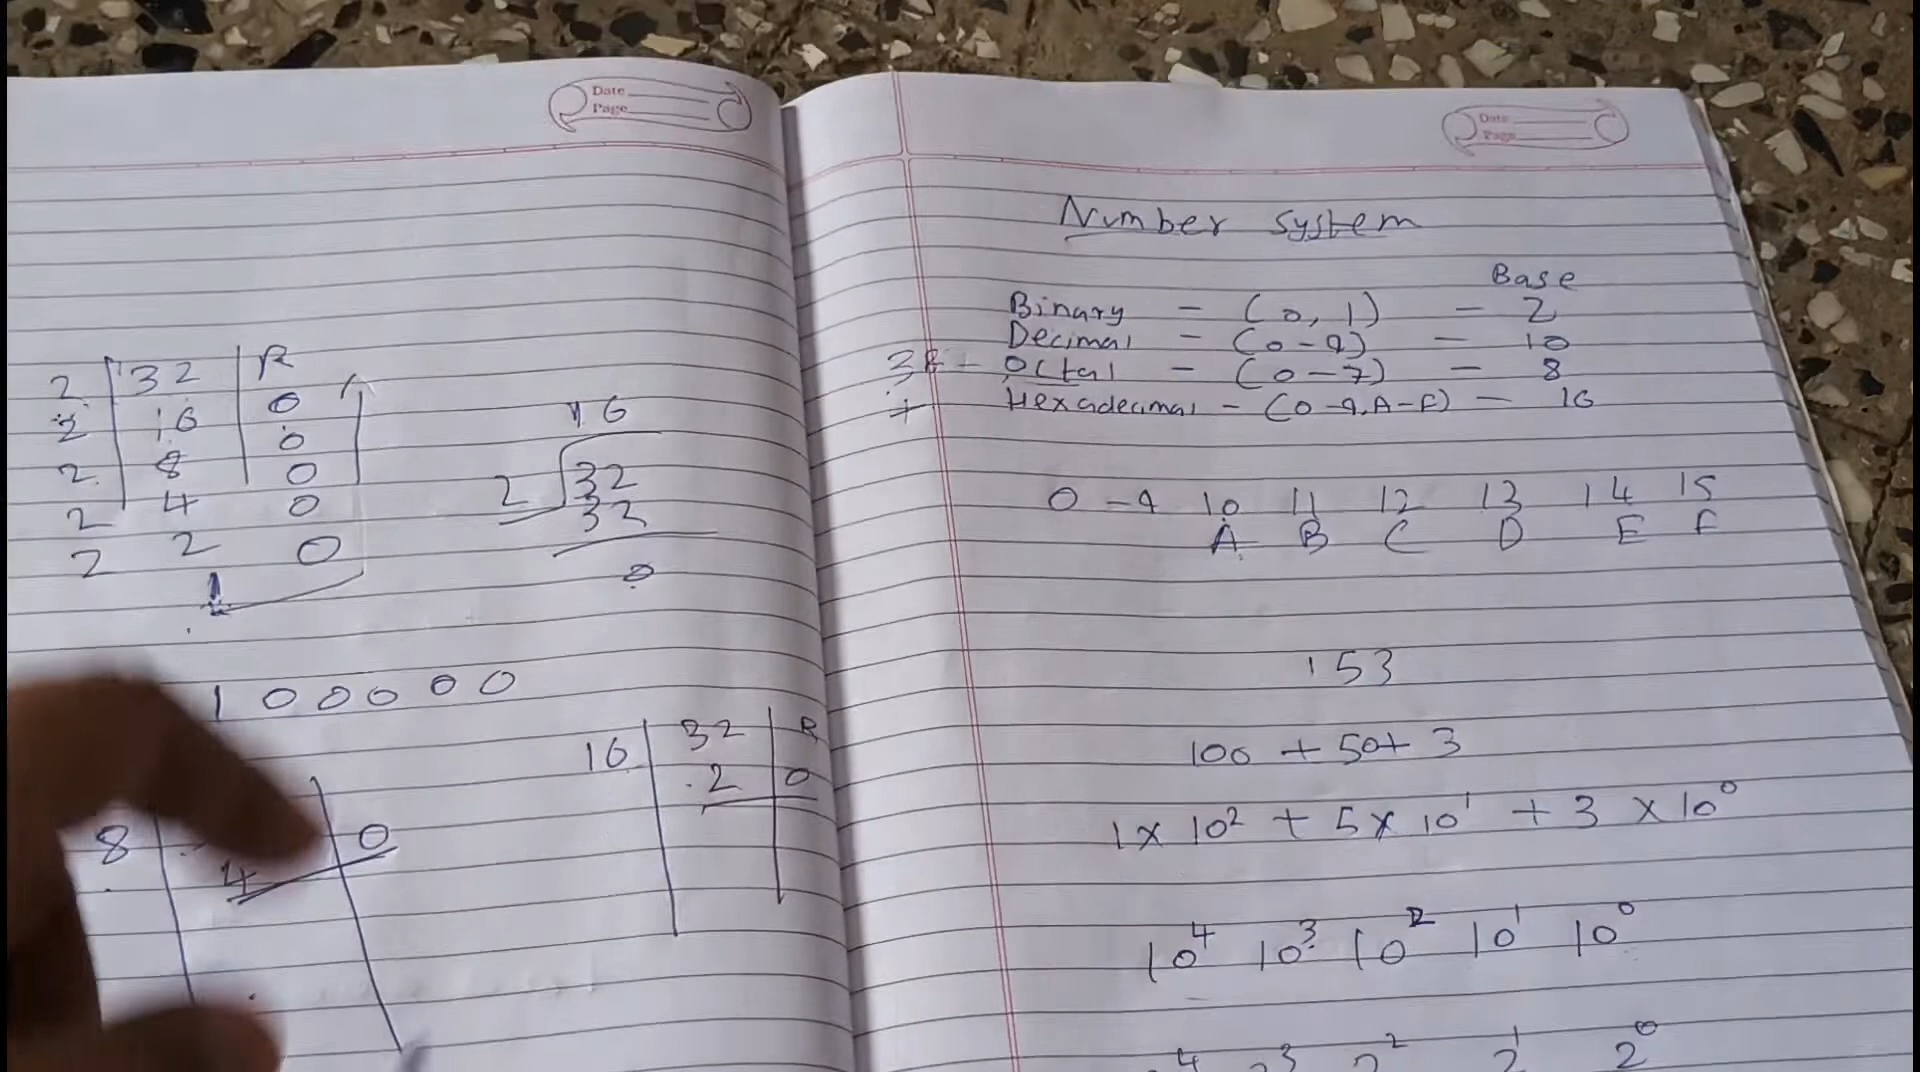 Date
Page
2 32 R
2 16 0
2 8 0
2 4 0
2 2 0
1
16
2 32
32
0
1 0 0 0 0 0
8 0
4
16 32 R
2 0
Date
Page
Number system
Base
Binary - (0, 1) - 2
Decimal - (0-9) - 10
Octal - (0-7) - 8
Hexadecimal - (0-9, A-F) - 16
0-9 10 11 12 13 14 15
A B C D E F
153
100 + 50 + 3
1 x 10² + 5 x 10¹ + 3 x 10⁰
10⁴ 10³ 10² 10¹ 10⁰
2² 2¹ 2⁰